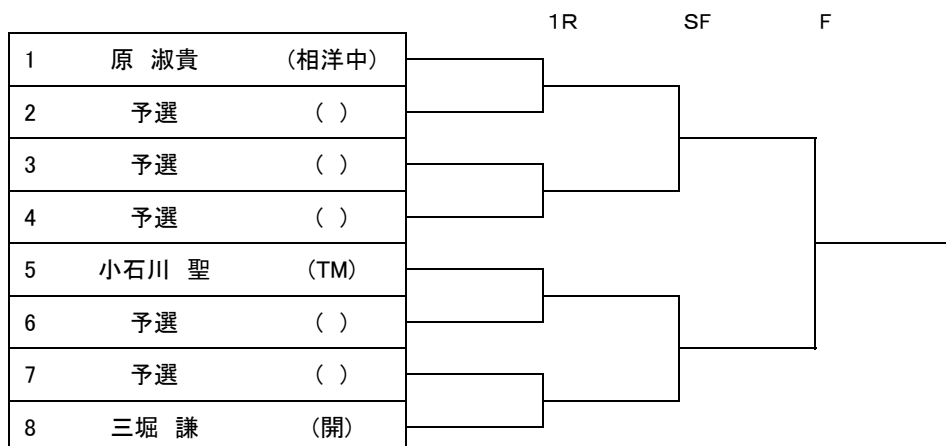 1R SF F
1 原 淑貴 (相洋中)
2 予選 ( )
3 予選 ( )
4 予選 ( )
5 小石川 聖 (TM)
6 予選 ( )
7 予選 ( )
8 三堀 謙 (開)